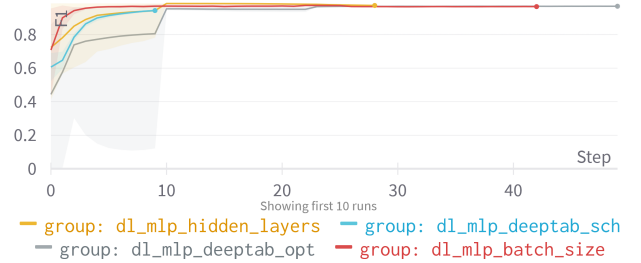 F1
0.8
0.6
0.4
0.2
0
Step
0 10 20 30 40
Showing first 10 runs
group: dl_mlp_hidden_layers group: dl_mlp_deeptab_sch
group: dl_mlp_deeptab_opt group: dl_mlp_batch_size